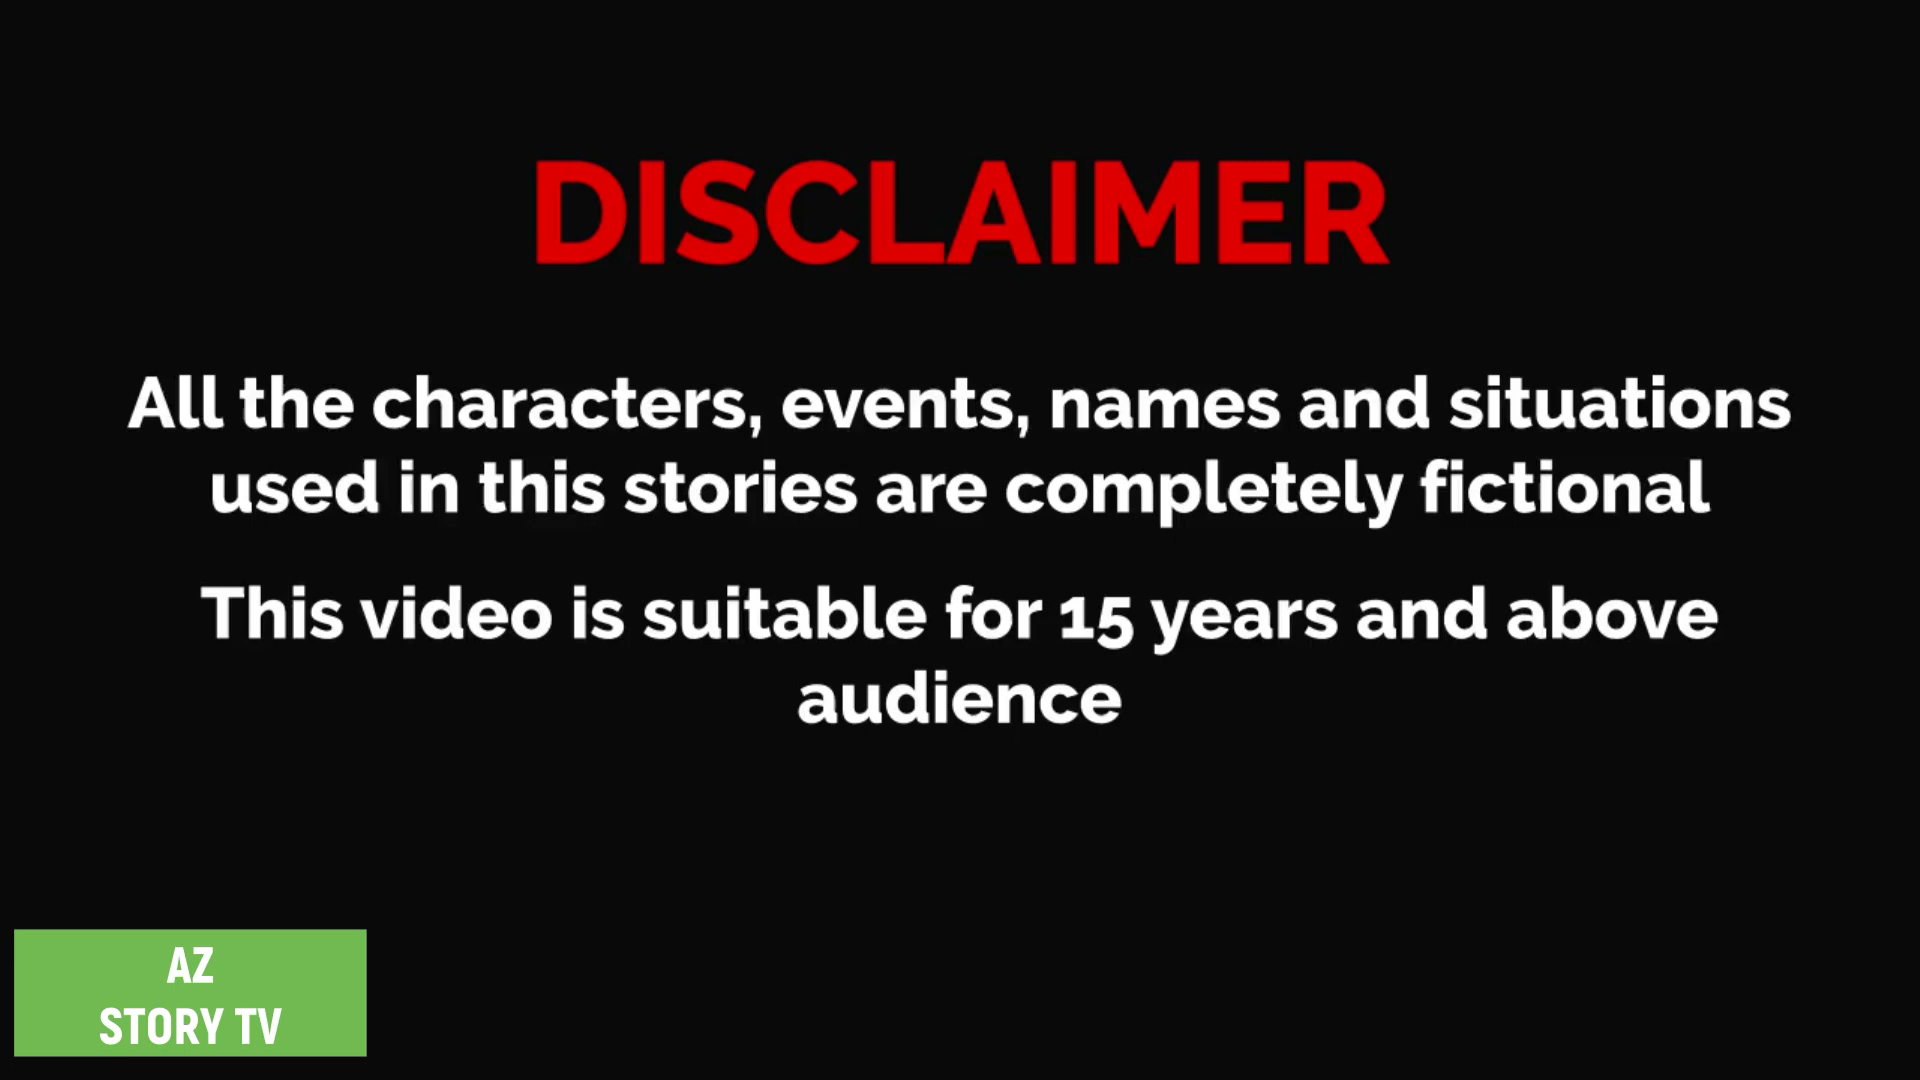 DISCLAIMER
All the characters, events, names and situations
used in this stories are completely fictional
This video is suitable for 15 years and above
audience
AZ
STORY TV